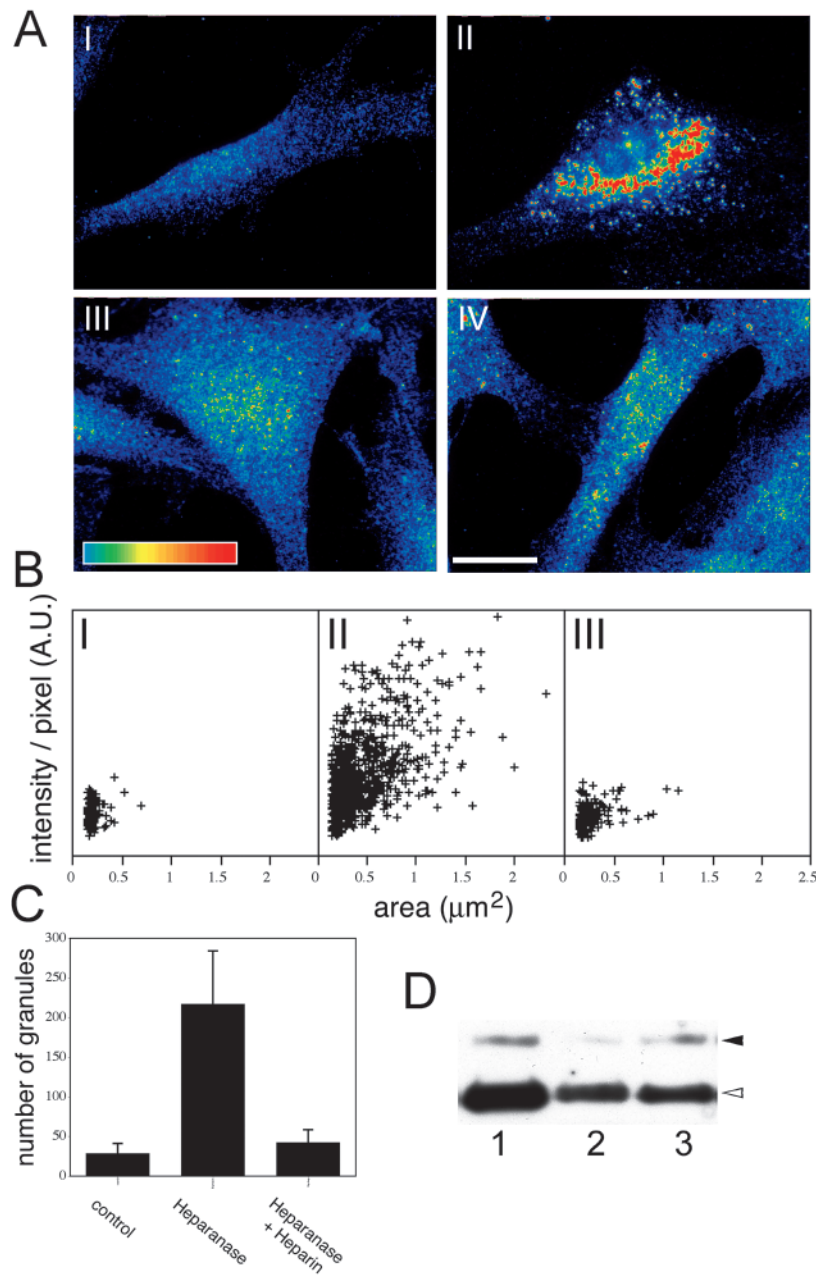 A
I
II
III
IV
B
I
II
III
intensity / pixel (A.U.)
0 0.5 1 1.5 2 0 0.5 1 1.5 2 0 0.5 1 1.5 2 2.5
area (μm²)
C
300
250
200
150
100
50
0
number of granules
control
Heparanase
Heparanase
+ Heparin
D
1 2 3